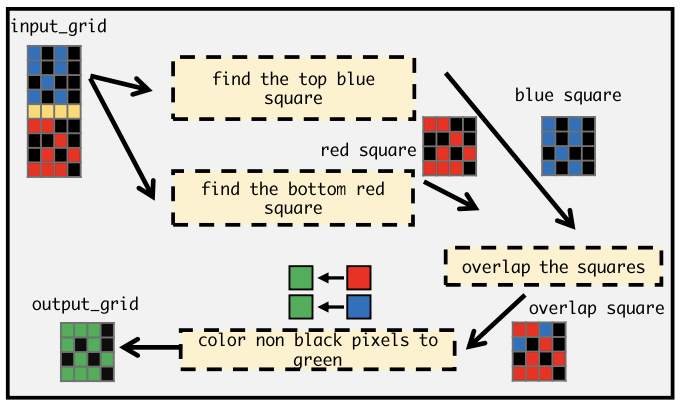 input_grid
find the top blue
square
blue square
red square
find the bottom red
square
overlap the squares
output_grid
overlap square
color non black pixels to
green